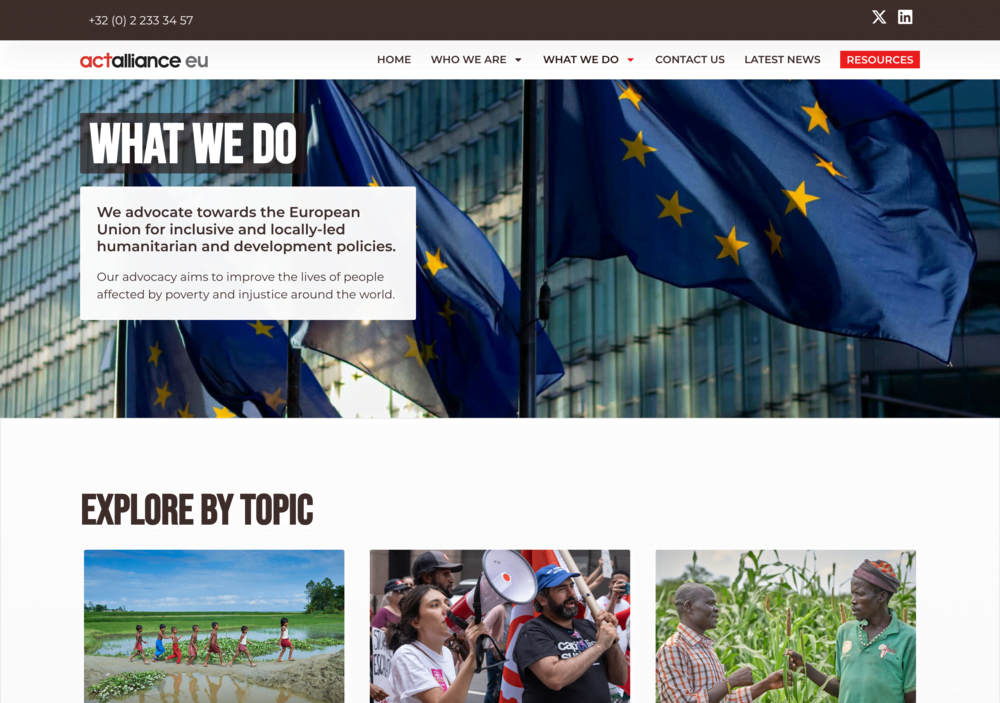 +32 (0) 2 233 34 57
actalliance eu
HOME WHO WE ARE WHAT WE DO CONTACT US LATEST NEWS RESOURCES
WHAT WE DO
We advocate towards the European
Union for inclusive and locally-led
humanitarian and development policies.
Our advocacy aims to improve the lives of people
affected by poverty and injustice around the world.
EXPLORE BY TOPIC